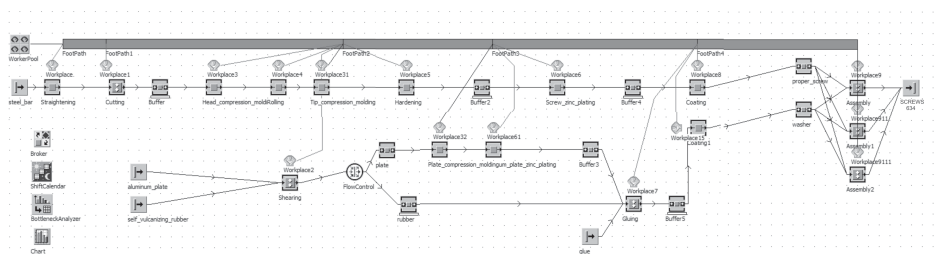 WorkerPool
FootPath FootPath1 FootPath2 FootPath3 FootPath4
Workplace Workplace1 Workplace3 Workplace4 Workplace31 Workplace5 Workplace6 Workplace8 Workplace9
steel_bar Straightening Cutting Buffer Head_compression_moldiRolling Tip_compression_molding Hardening Buffer2 Screw_zinc_plating Buffer4 Coating proper_screw Assembly SCREWS
634
Workplace32 Workplace61 Workplace15 Coating1 washer Workplace911
Assembly1
Broker plate Plate_compression_moldingum_plate_zinc_plating Buffer3 Workplace9111
ShiftCalendar aluminum_plate Workplace2 FlowControl Workplace7 Assembly2
Shearing
BottleneckAnalyzer self_vulcanizing_rubber rubber Gluing Buffer5
Chart glue